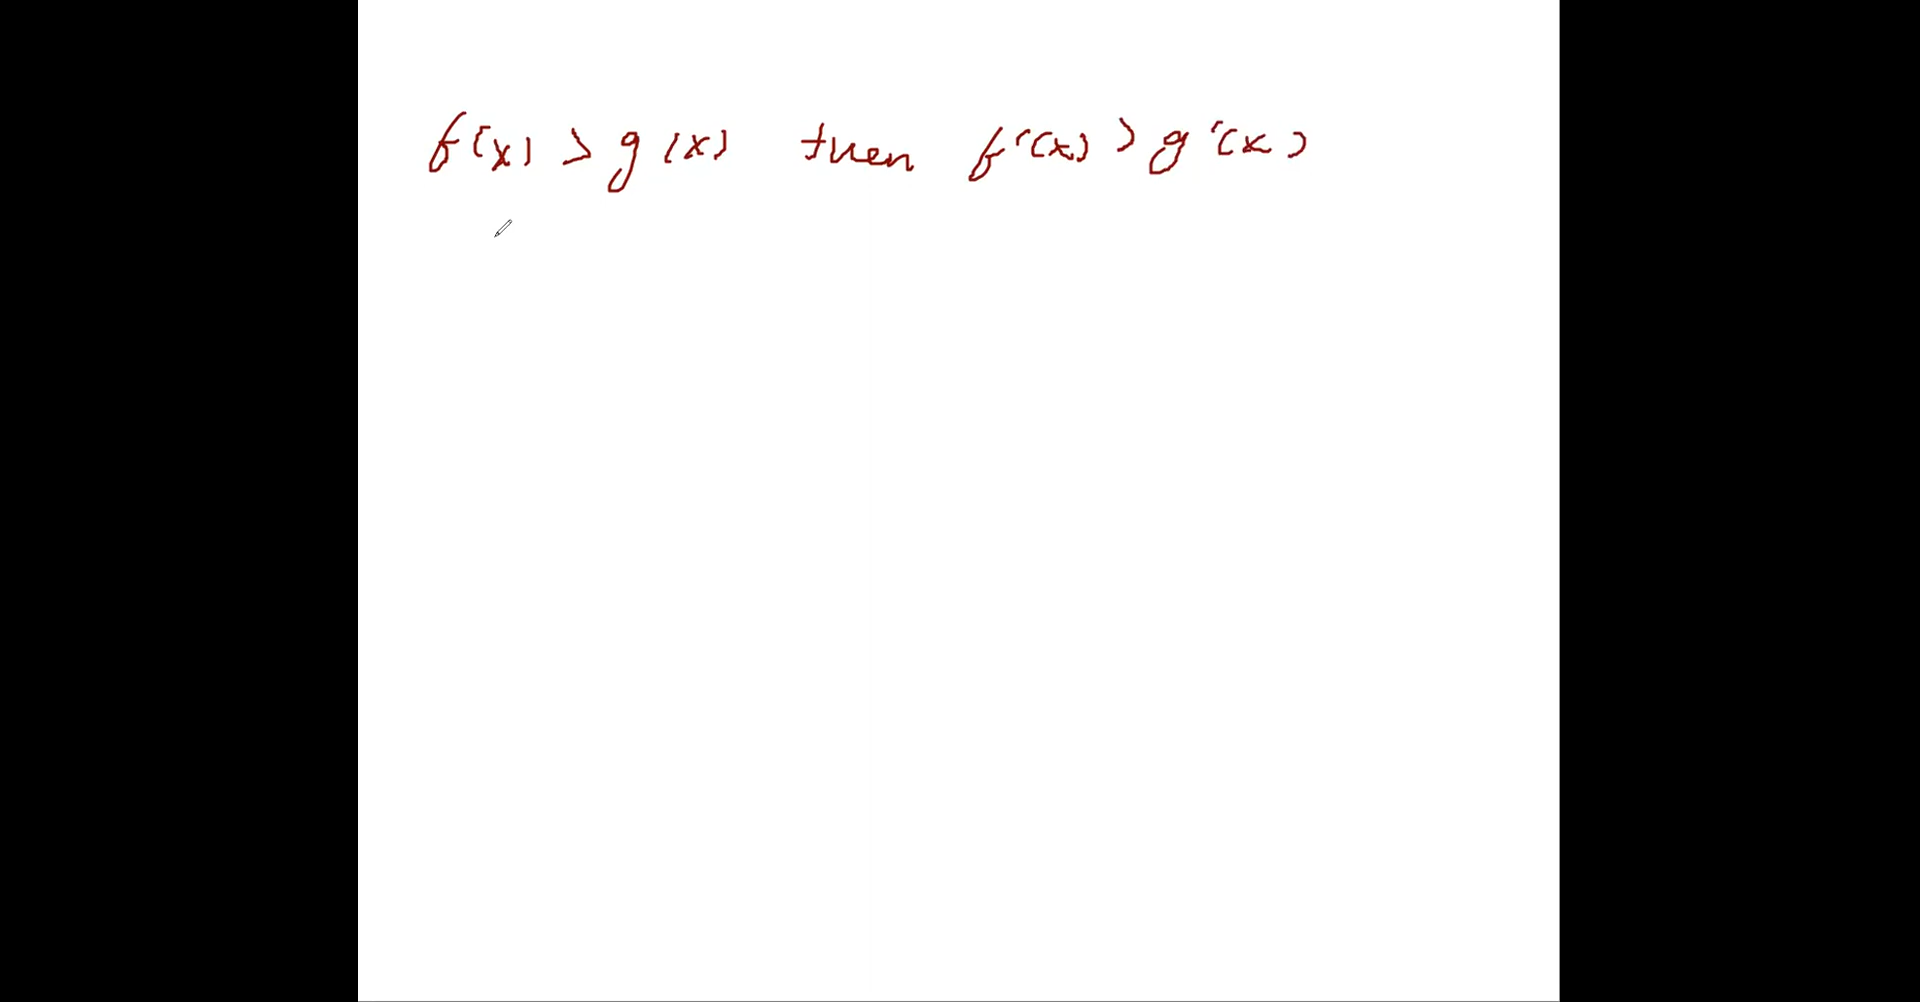 f(x) > g(x) then f'(x) > g'(x)